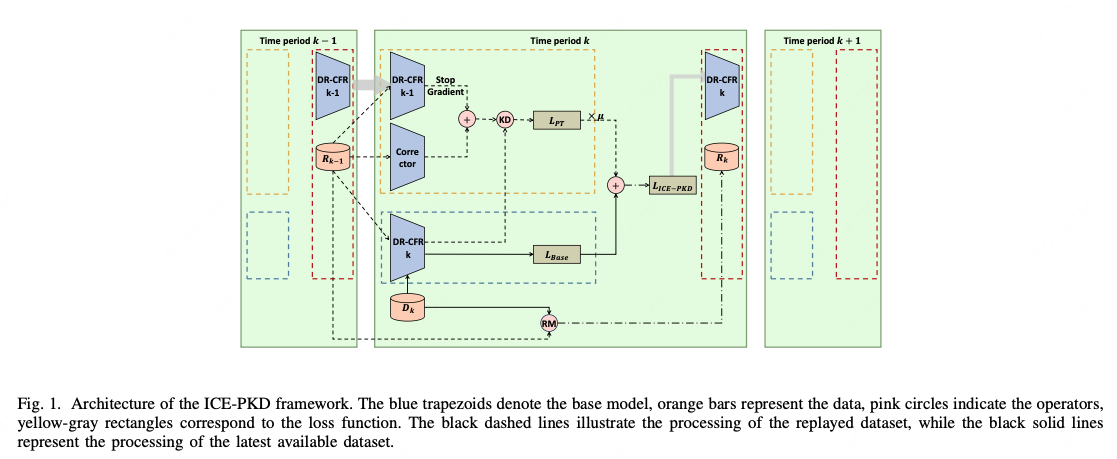 Time period k − 1
Time period k
Time period k + 1
DR-CFR
k-1
DR-CFR
k-1
Stop
Gradient
DR-CFR
k
+
KD
L_PT
×μ
R_{k−1}
Corre
ctor
R_k
+
L_{ICE−PKD}
DR-CFR
k
L_Base
D_k
RM
Fig. 1. Architecture of the ICE-PKD framework. The blue trapezoids denote the base model, orange bars represent the data, pink circles indicate the operators,
yellow-gray rectangles correspond to the loss function. The black dashed lines illustrate the processing of the replayed dataset, while the black solid lines
represent the processing of the latest available dataset.